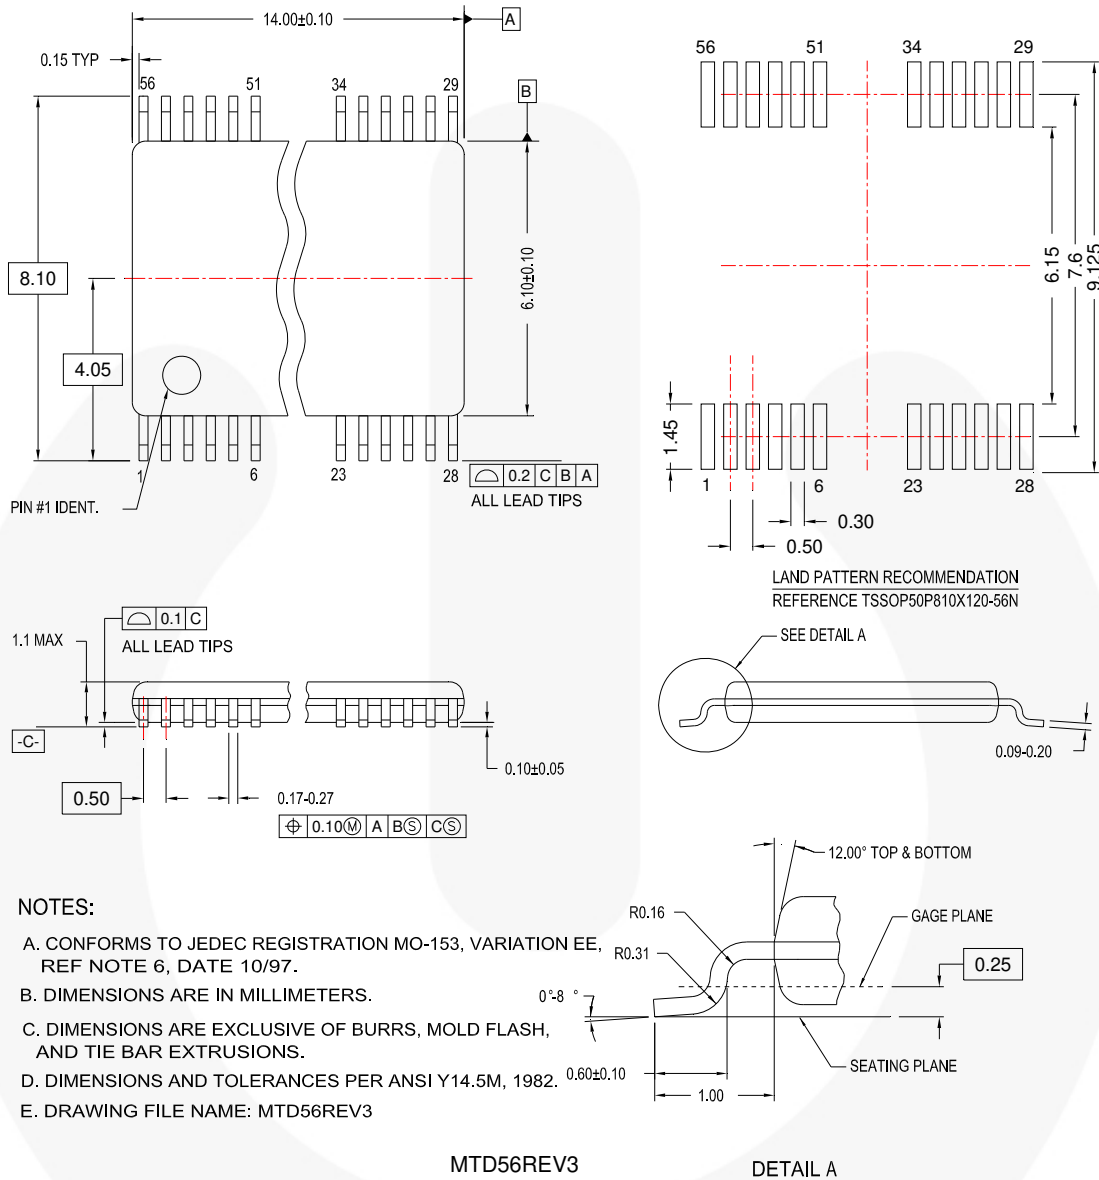 14.00±0.10
A
0.15 TYP
56
51
34
29
B
8.10
4.05
6.10±0.10
1
6
23
28
0.2 C B A
ALL LEAD TIPS
PIN #1 IDENT.
56
51
34
29
6.15
7.6
9.125
1.45
1
6
23
28
0.30
0.50
LAND PATTERN RECOMMENDATION
REFERENCE TSSOP50P810X120-56N
0.1 C
ALL LEAD TIPS
1.1 MAX
-C-
0.10±0.05
0.50
0.17-0.27
0.10Ⓜ A BⓈ CⓈ
SEE DETAIL A
0.09-0.20
12.00° TOP & BOTTOM
R0.16
GAGE PLANE
R0.31
0.25
0°-8 °
SEATING PLANE
0.60±0.10
1.00
NOTES:
A. CONFORMS TO JEDEC REGISTRATION MO-153, VARIATION EE,
REF NOTE 6, DATE 10/97.
B. DIMENSIONS ARE IN MILLIMETERS.
C. DIMENSIONS ARE EXCLUSIVE OF BURRS, MOLD FLASH,
AND TIE BAR EXTRUSIONS.
D. DIMENSIONS AND TOLERANCES PER ANSI Y14.5M, 1982.
E. DRAWING FILE NAME: MTD56REV3
MTD56REV3
DETAIL A